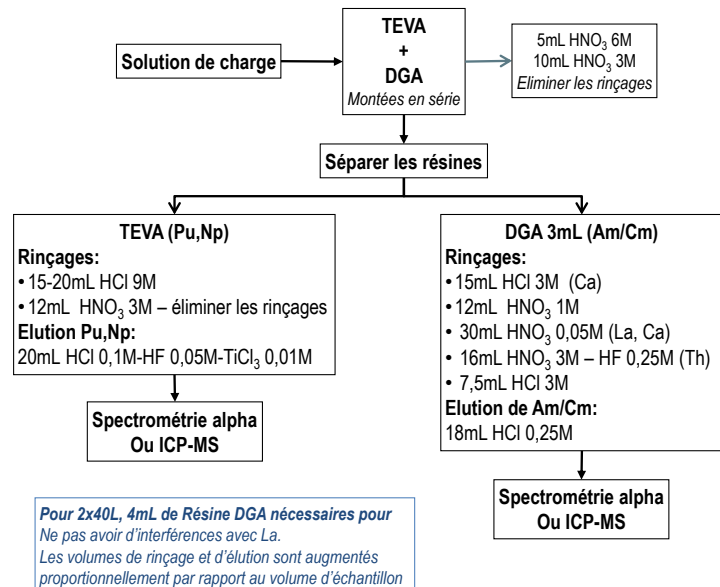 Solution de charge
TEVA
+
DGA
Montées en série
5mL HNO₃ 6M
10mL HNO₃ 3M
Eliminer les rinçages
Séparer les résines
TEVA (Pu,Np)
Rinçages:
• 15-20mL HCl 9M
• 12mL HNO₃ 3M – éliminer les rinçages
Elution Pu,Np:
20mL HCl 0,1M-HF 0,05M-TiCl₃ 0,01M
Spectrométrie alpha
Ou ICP-MS
DGA 3mL (Am/Cm)
Rinçages:
• 15mL HCl 3M (Ca)
• 12mL HNO₃ 1M
• 30mL HNO₃ 0,05M (La, Ca)
• 16mL HNO₃ 3M – HF 0,25M (Th)
• 7,5mL HCl 3M
Elution de Am/Cm:
18mL HCl 0,25M
Spectrométrie alpha
Ou ICP-MS
Pour 2x40L, 4mL de Résine DGA nécessaires pour
Ne pas avoir d'interférences avec La.
Les volumes de rinçage et d'élution sont augmentés
proportionnellement par rapport au volume d'échantillon